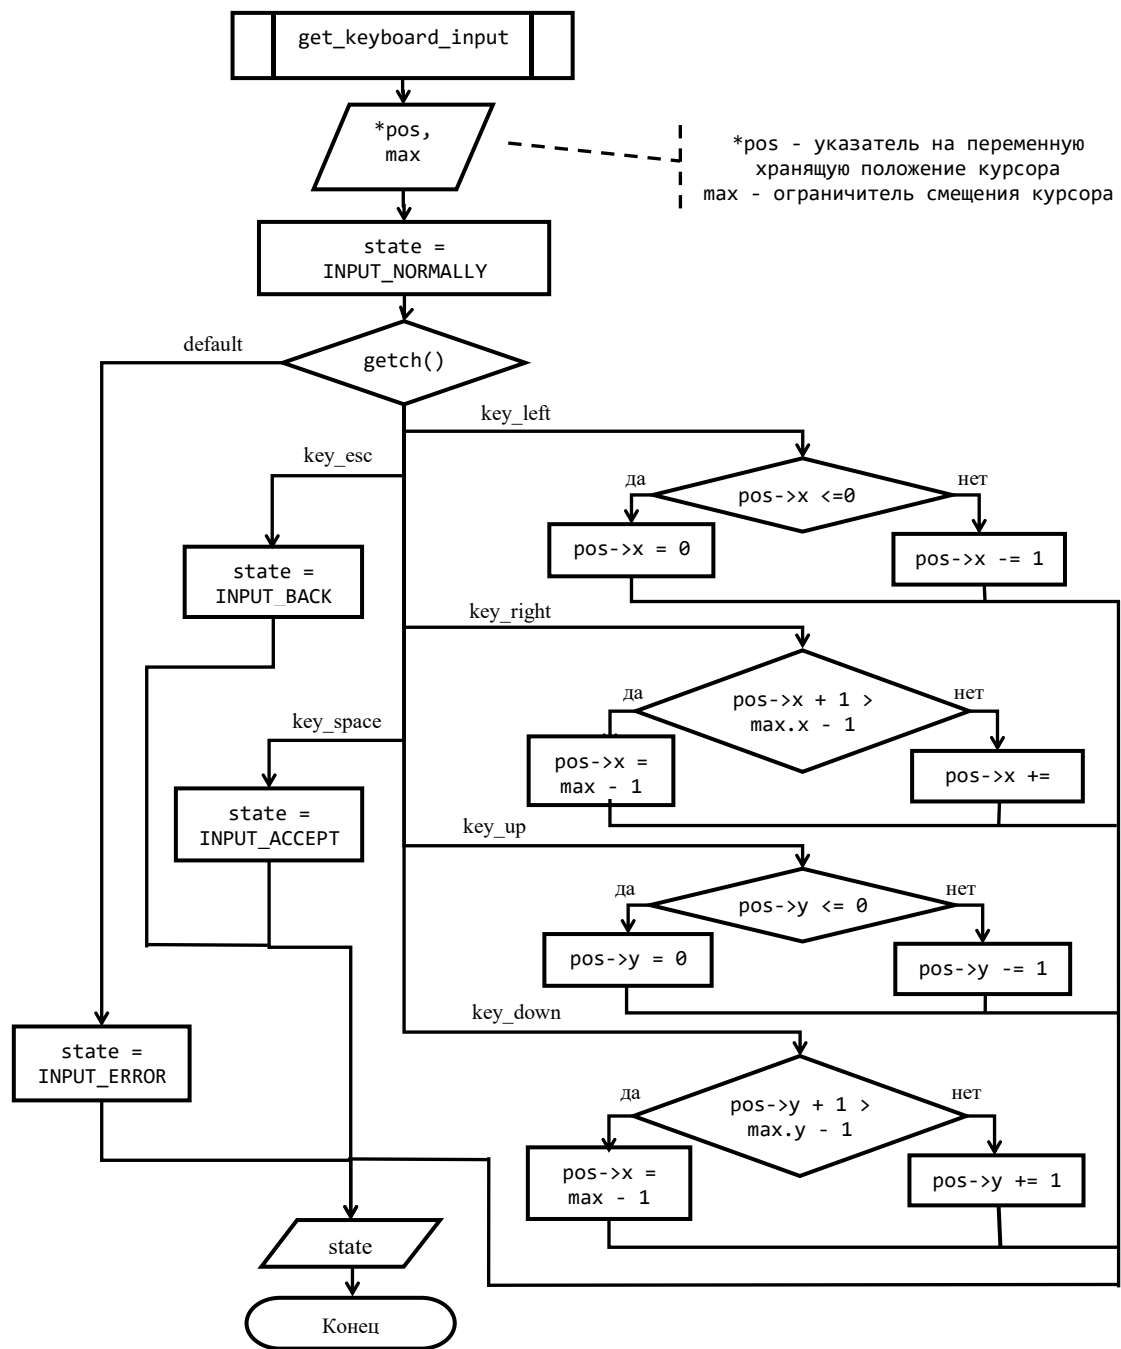 get_keyboard_input
*pos,
max
*pos - указатель на переменную
хранящую положение курсора
max - ограничитель смещения курсора
state =
INPUT_NORMALLY
default
getch()
key_left
key_esc
да
pos->x <=0
нет
pos->x = 0
pos->x -= 1
state =
INPUT_BACK
key_right
да
pos->x + 1 >
max.x - 1
нет
key_space
pos->x =
max - 1
pos->x +=
state =
INPUT_ACCEPT
key_up
да
pos->y <= 0
нет
pos->y = 0
pos->y -= 1
key_down
state =
INPUT_ERROR
да
pos->y + 1 >
max.y - 1
нет
pos->x =
max - 1
pos->y += 1
state
Конец